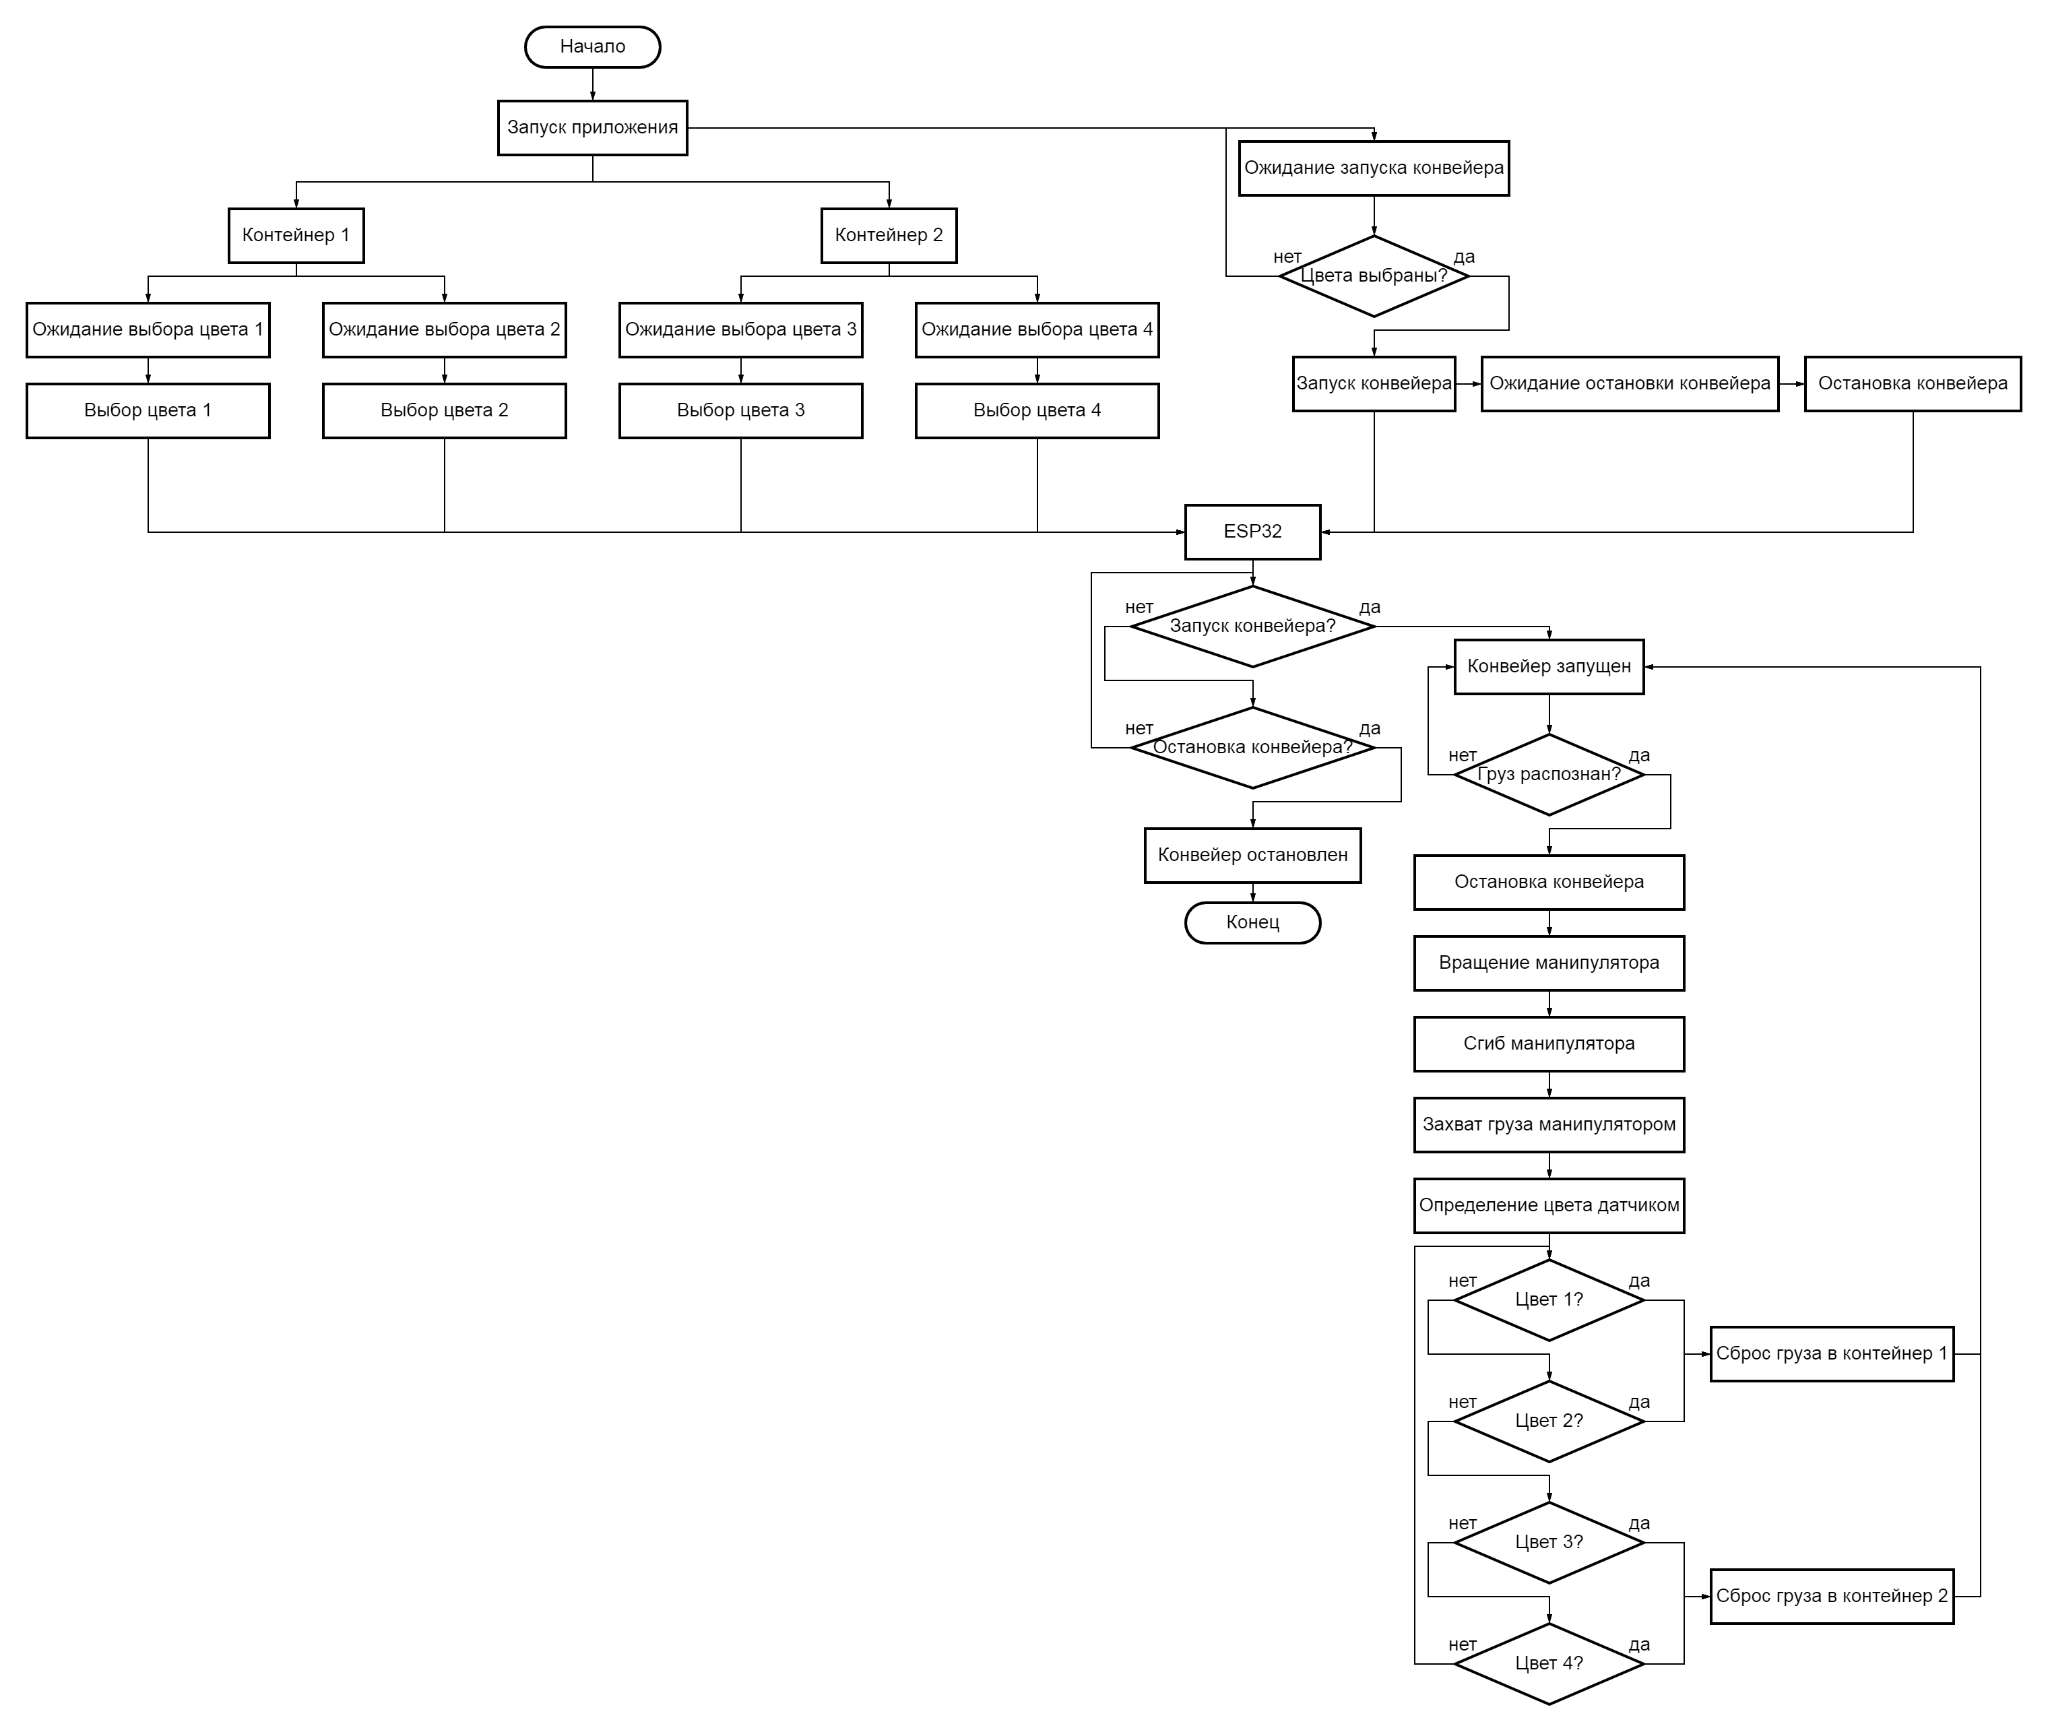 Начало
Запуск приложения
Ожидание запуска конвейера
Контейнер 1
Контейнер 2
нет
да
Цвета выбраны?
Ожидание выбора цвета 1
Ожидание выбора цвета 2
Ожидание выбора цвета 3
Ожидание выбора цвета 4
Запуск конвейера
Ожидание остановки конвейера
Остановка конвейера
Выбор цвета 1
Выбор цвета 2
Выбор цвета 3
Выбор цвета 4
ESP32
нет
да
Запуск конвейера?
Конвейер запущен
нет
да
Остановка конвейера?
нет
да
Груз распознан?
Конвейер остановлен
Остановка конвейера
Конец
Вращение манипулятора
Сгиб манипулятора
Захват груза манипулятором
Определение цвета датчиком
нет
да
Цвет 1?
Сброс груза в контейнер 1
нет
да
Цвет 2?
нет
да
Цвет 3?
Сброс груза в контейнер 2
нет
да
Цвет 4?